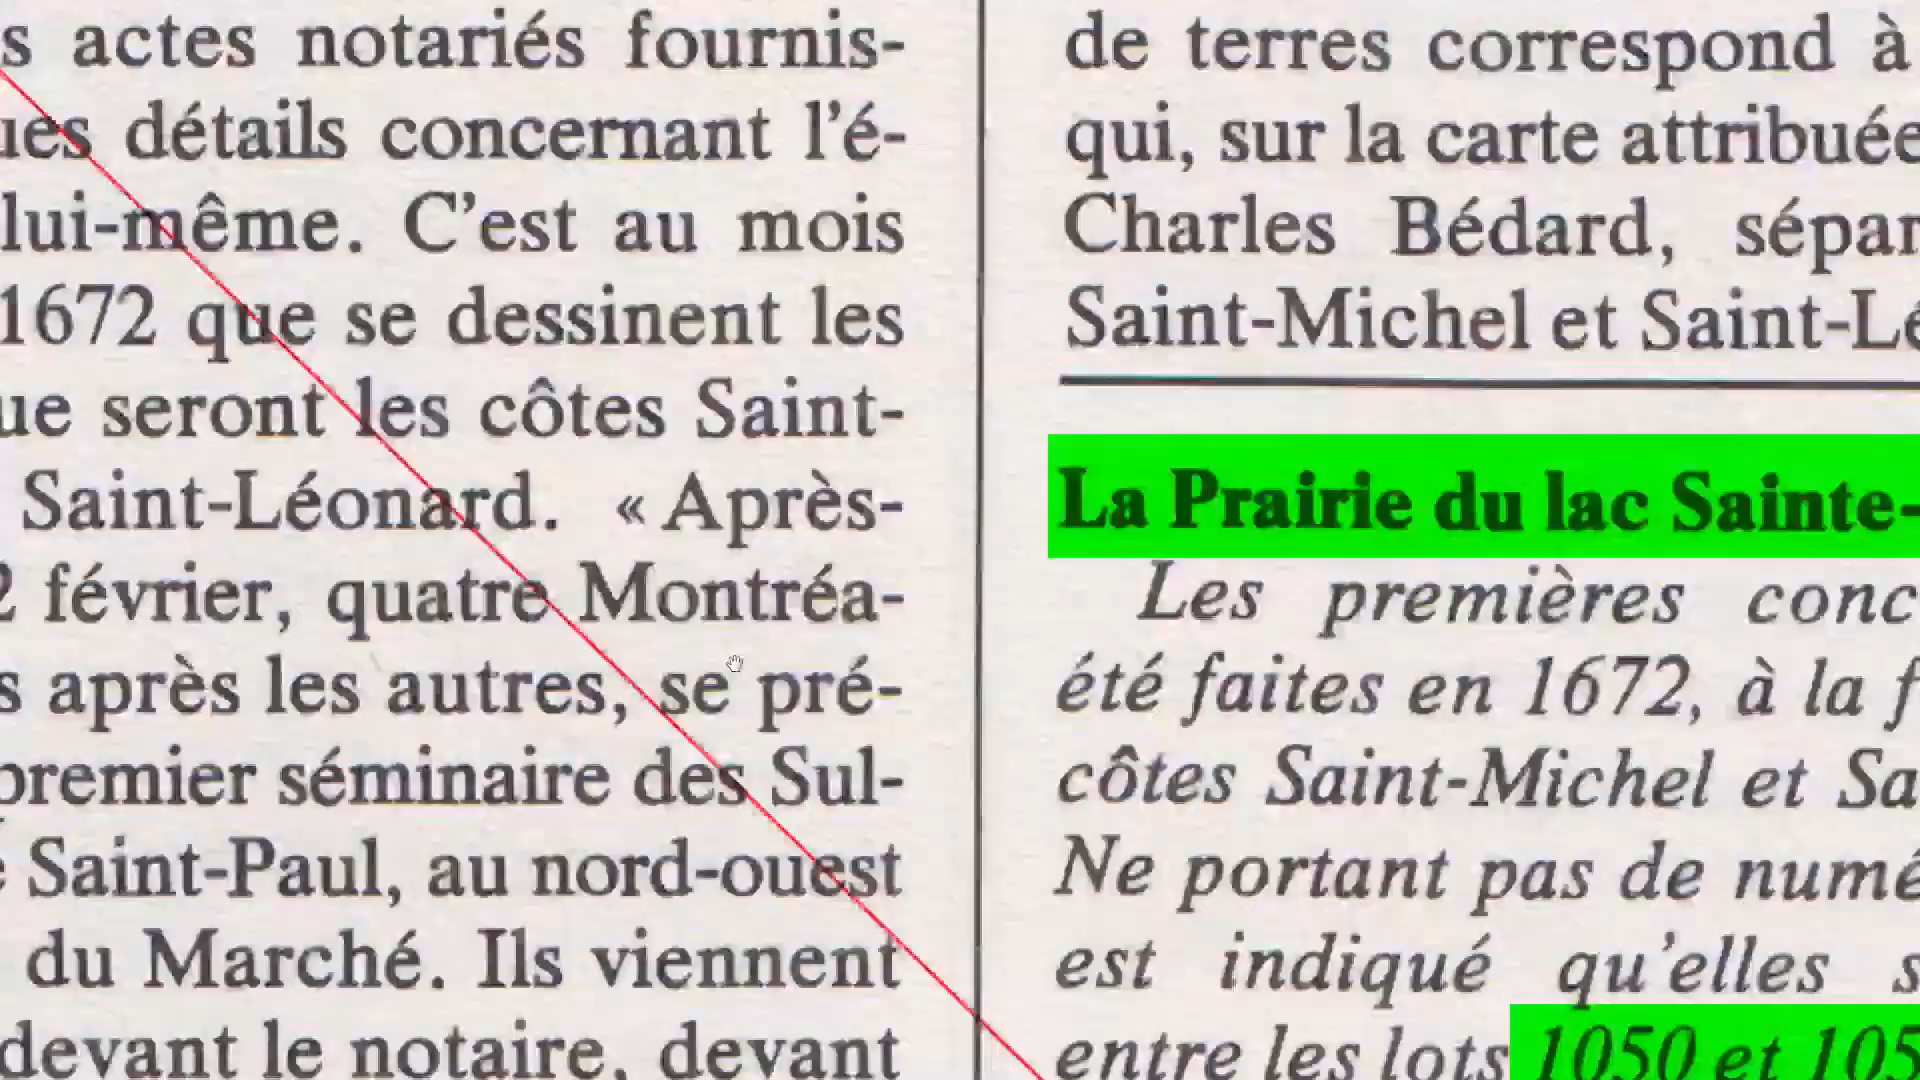 s actes notariés fournis-
ues détails concernant l'é-
lui-même. C'est au mois
1672 que se dessinent les
ue seront les côtes Saint-
Saint-Léonard. « Après-
2 février, quatre Montréa-
s après les autres, se pré-
premier séminaire des Sul-
Saint-Paul, au nord-ouest
du Marché. Ils viennent
devant le notaire, devant
de terres correspond à
qui, sur la carte attribuée
Charles Bédard, sépar
Saint-Michel et Saint-Lé
La Prairie du lac Sainte-
Les premières conc
été faites en 1672, à la f
côtes Saint-Michel et Sa
Ne portant pas de numé
est indiqué qu'elles s
entre les lots 1050 et 105